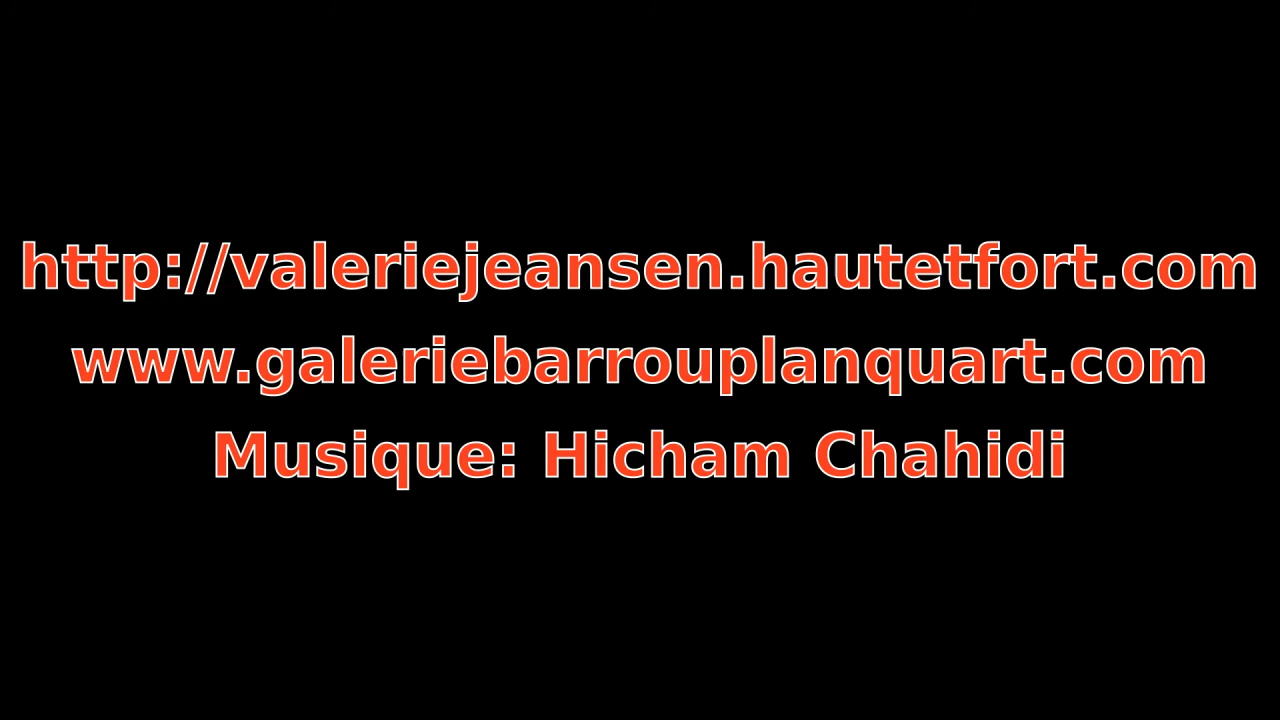 http://valeriejeansen.hautetfort.com
www.galeriebarrouplanquart.com
Musique: Hicham Chahidi